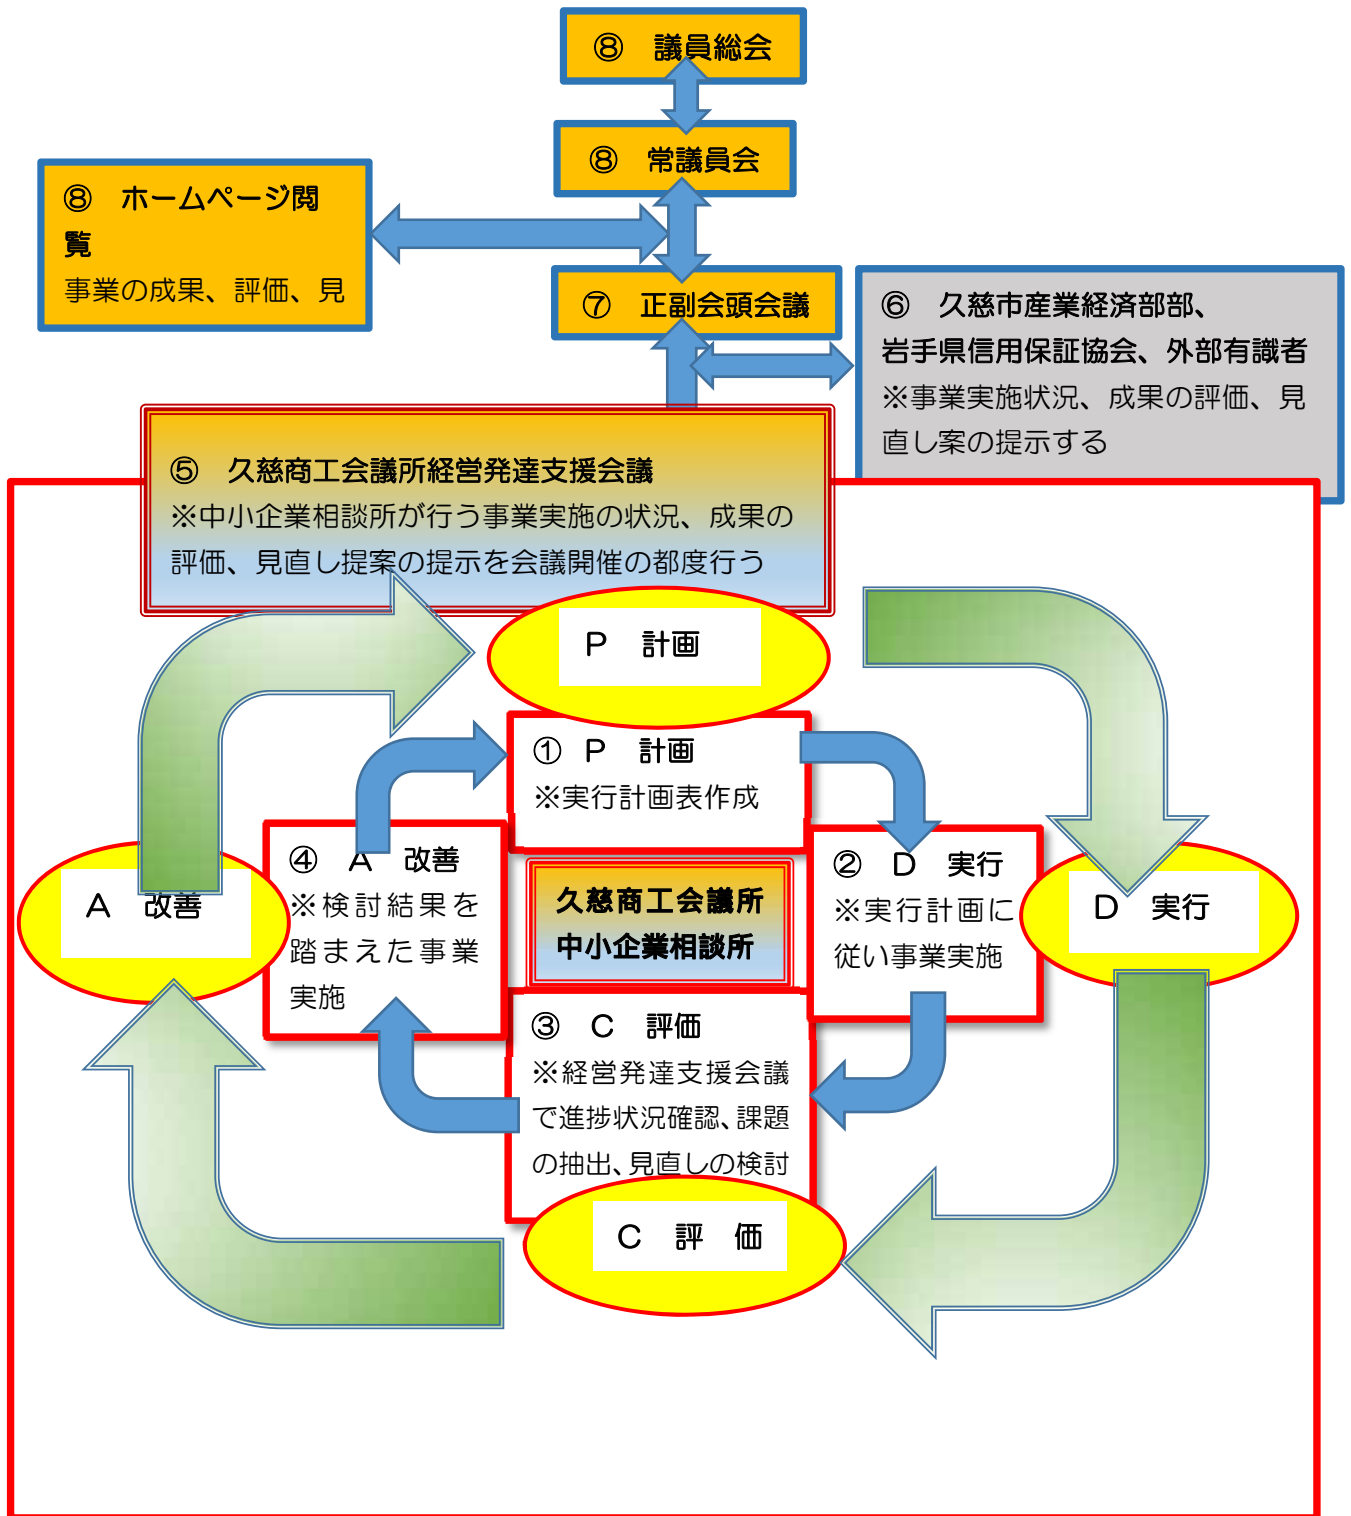 ⑧　議員総会
⑧　常議員会
⑧　ホームページ閲
覧
事業の成果、評価、見
⑦　正副会頭会議
⑥　久慈市産業経済部部、
岩手県信用保証協会、外部有識者
※事業実施状況、成果の評価、見
直し案の提示する
⑤　久慈商工会議所経営発達支援会議
※中小企業相談所が行う事業実施の状況、成果の
評価、見直し提案の提示を会議開催の都度行う
P　計画
① P　計画
※実行計画表作成
④　A　改善
※検討結果を
踏まえた事業
実施
久慈商工会議所
中小企業相談所
②　D　実行
※実行計画に
従い事業実施
A　改善
D　実行
③　C　評価
※経営発達支援会議
で進捗状況確認、課題
の抽出、見直しの検討
C　評　価